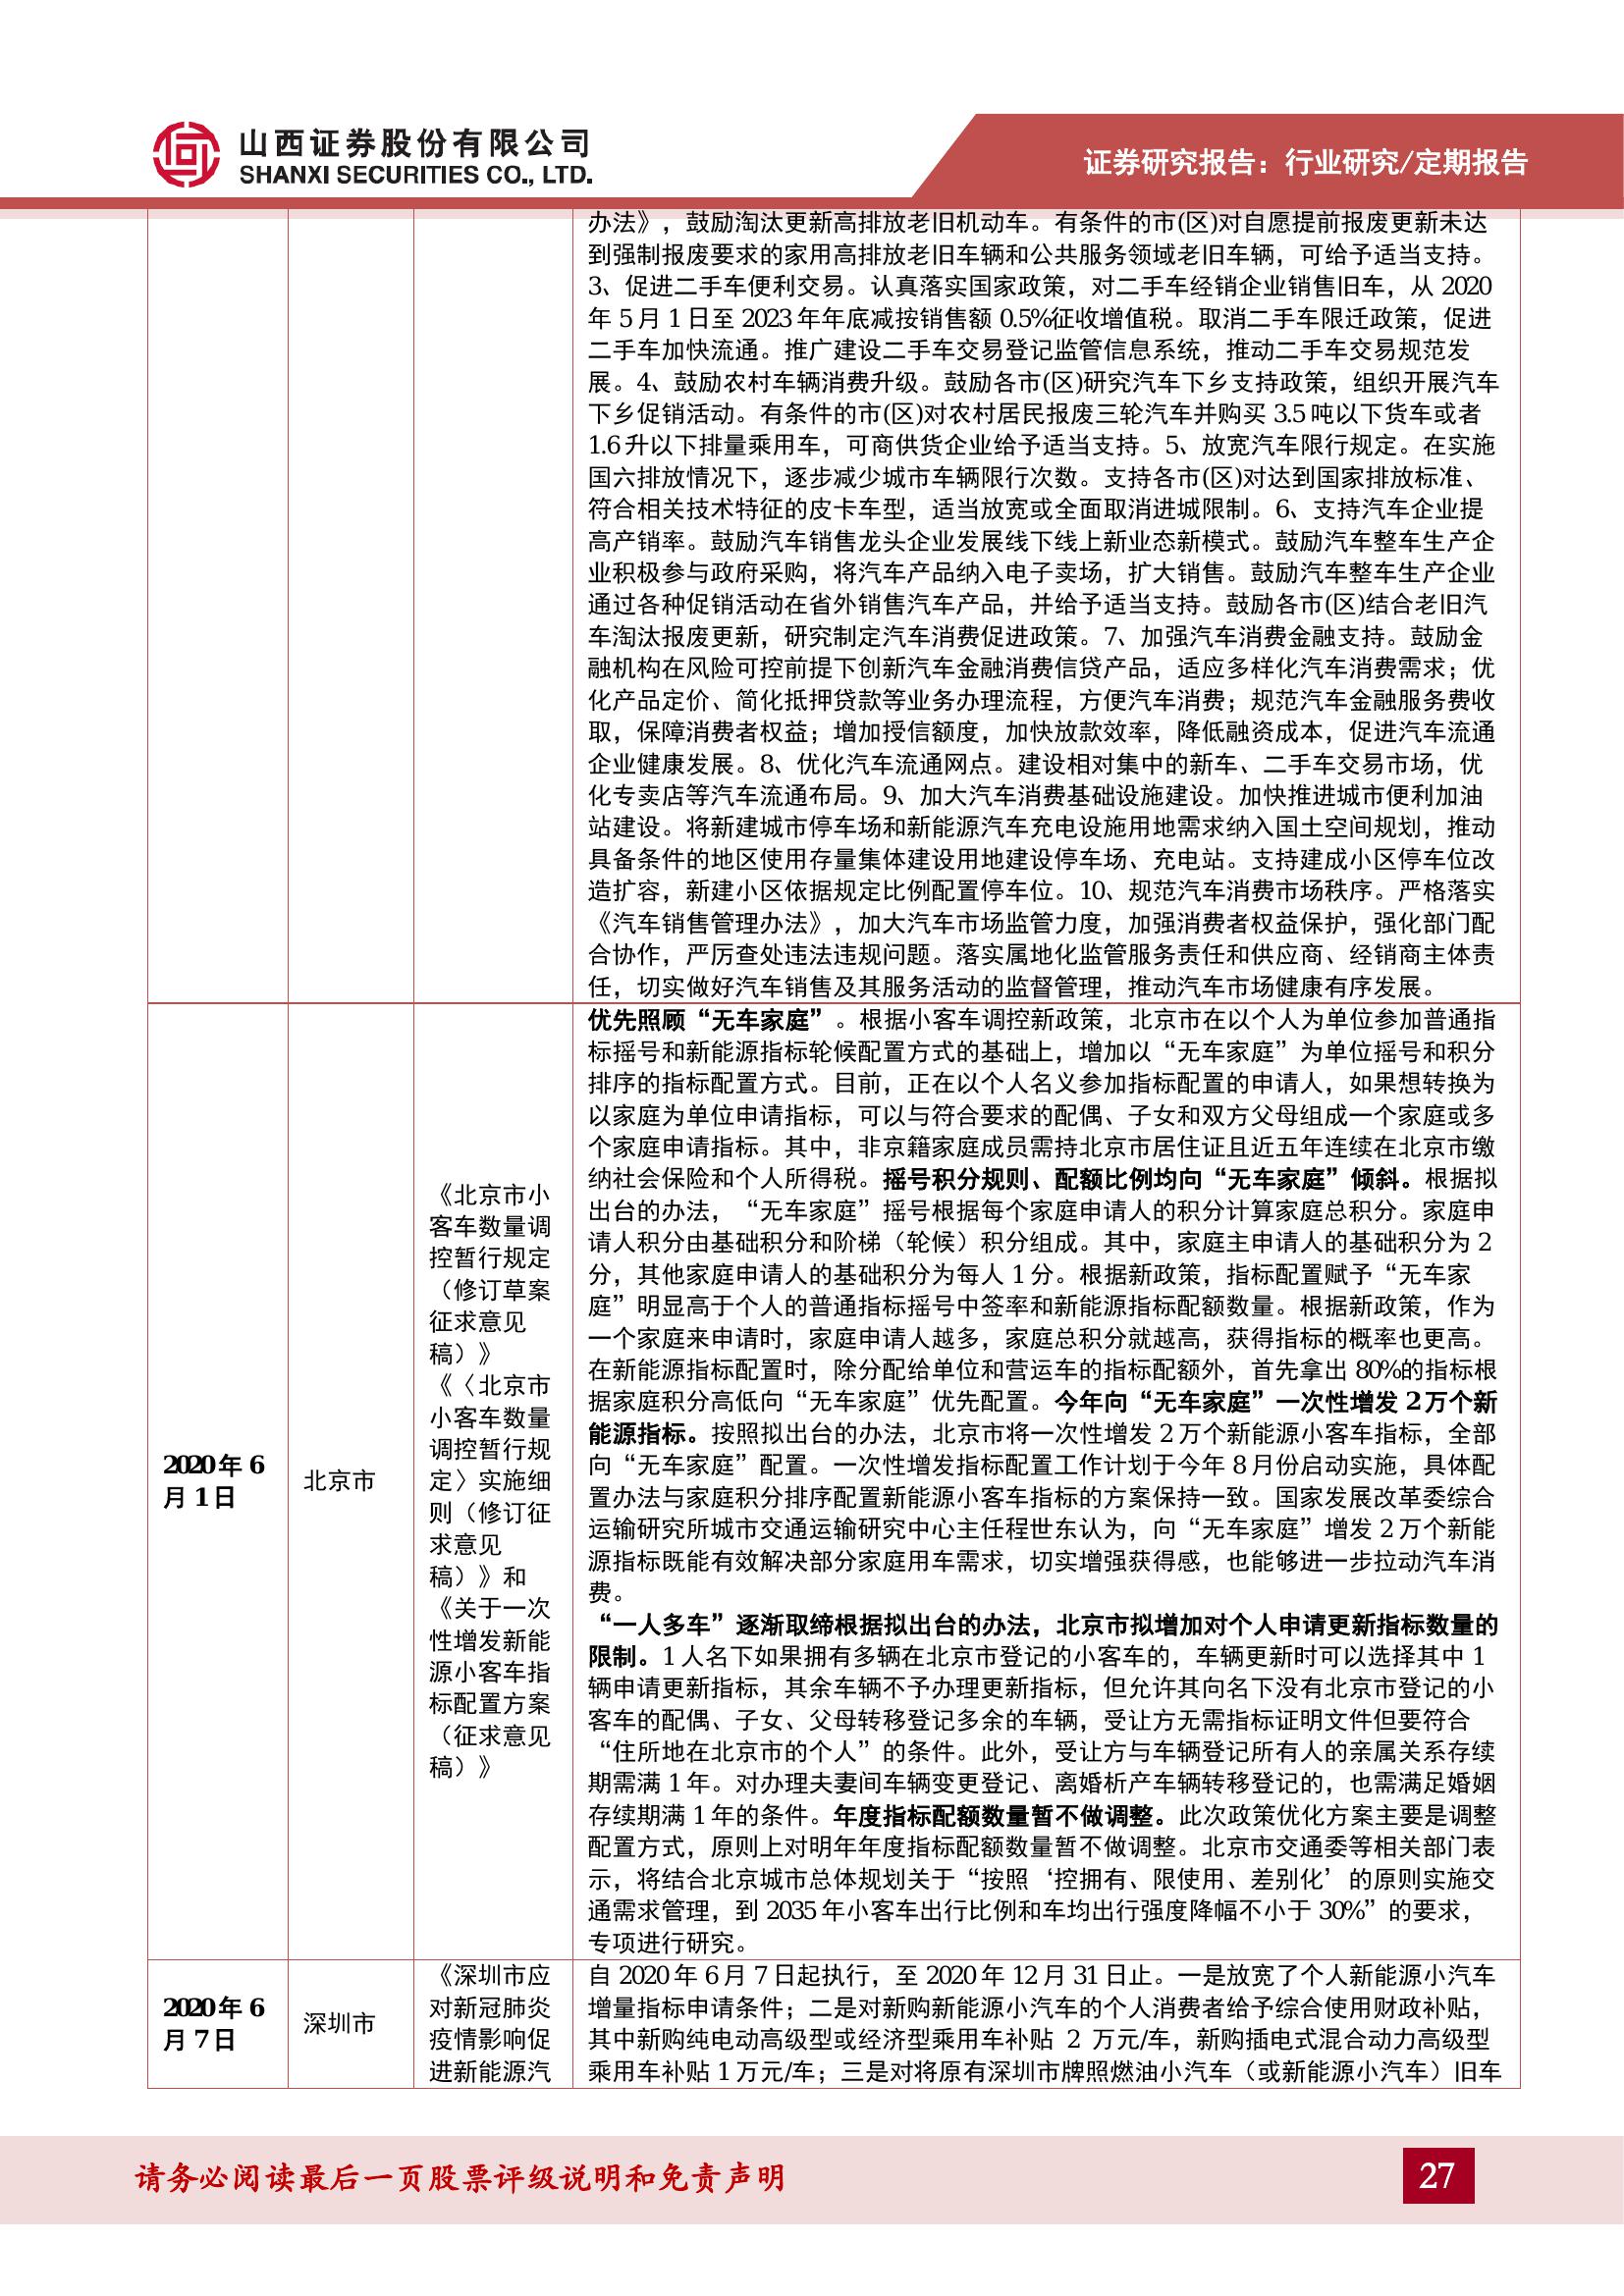 山西证券股份有限公司
SHANXI SECURITIES CO., LTD.
证券研究报告：行业研究/定期报告
办法》，鼓励淘汰更新高排放老旧机动车。有条件的市(区)对自愿提前报废更新未达
到强制报废要求的家用高排放老旧车辆和公共服务领域老旧车辆，可给予适当支持。
3、促进二手车便利交易。认真落实国家政策，对二手车经销企业销售旧车，从 2020
年 5 月 1 日至 2023 年年底减按销售额 0.5%征收增值税。取消二手车限迁政策，促进
二手车加快流通。推广建设二手车交易登记监管信息系统，推动二手车交易规范发
展。4、鼓励农村车辆消费升级。鼓励各市(区)研究汽车下乡支持政策，组织开展汽车
下乡促销活动。有条件的市(区)对农村居民报废三轮汽车并购买 3.5 吨以下货车或者
1.6 升以下排量乘用车，可商供货企业给予适当支持。5、放宽汽车限行规定。在实施
国六排放情况下，逐步减少城市车辆限行次数。支持各市(区)对达到国家排放标准、
符合相关技术特征的皮卡车型，适当放宽或全面取消进城限制。6、支持汽车企业提
高产销率。鼓励汽车销售龙头企业发展线下线上新业态新模式。鼓励汽车整车生产企
业积极参与政府采购，将汽车产品纳入电子卖场，扩大销售。鼓励汽车整车生产企业
通过各种促销活动在省外销售汽车产品，并给予适当支持。鼓励各市(区)结合老旧汽
车淘汰报废更新，研究制定汽车消费促进政策。7、加强汽车消费金融支持。鼓励金
融机构在风险可控前提下创新汽车金融消费信贷产品，适应多样化汽车消费需求；优
化产品定价、简化抵押贷款等业务办理流程，方便汽车消费；规范汽车金融服务费收
取，保障消费者权益；增加授信额度，加快放款效率，降低融资成本，促进汽车流通
企业健康发展。8、优化汽车流通网点。建设相对集中的新车、二手车交易市场，优
化专卖店等汽车流通布局。9、加大汽车消费基础设施建设。加快推进城市便利加油
站建设。将新建城市停车场和新能源汽车充电设施用地需求纳入国土空间规划，推动
具备条件的地区使用存量集体建设用地建设停车场、充电站。支持建成小区停车位改
造扩容，新建小区依据规定比例配置停车位。10、规范汽车消费市场秩序。严格落实
《汽车销售管理办法》，加大汽车市场监管力度，加强消费者权益保护，强化部门配
合协作，严厉查处违法违规问题。落实属地化监管服务责任和供应商、经销商主体责
任，切实做好汽车销售及其服务活动的监督管理，推动汽车市场健康有序发展。
2020 年 6
月 1 日
北京市
《北京市小
客车数量调
控暂行规定
（修订草案
征求意见
稿）》
《〈北京市
小客车数量
调控暂行规
定〉实施细
则（修订征
求意见
稿）》和
《关于一次
性增发新能
源小客车指
标配置方案
（征求意见
稿）》
优先照顾“无车家庭”。根据小客车调控新政策，北京市在以个人为单位参加普通指
标摇号和新能源指标轮候配置方式的基础上，增加以“无车家庭”为单位摇号和积分
排序的指标配置方式。目前，正在以个人名义参加指标配置的申请人，如果想转换为
以家庭为单位申请指标，可以与符合要求的配偶、子女和双方父母组成一个家庭或多
个家庭申请指标。其中，非京籍家庭成员需持北京市居住证且近五年连续在北京市缴
纳社会保险和个人所得税。摇号积分规则、配额比例均向“无车家庭”倾斜。根据拟
出台的办法，“无车家庭”摇号根据每个家庭申请人的积分计算家庭总积分。家庭申
请人积分由基础积分和阶梯（轮候）积分组成。其中，家庭主申请人的基础积分为 2
分，其他家庭申请人的基础积分为每人 1 分。根据新政策，指标配置赋予“无车家
庭”明显高于个人的普通指标摇号中签率和新能源指标配额数量。根据新政策，作为
一个家庭来申请时，家庭申请人越多，家庭总积分就越高，获得指标的概率也更高。
在新能源指标配置时，除分配给单位和营运车的指标配额外，首先拿出 80%的指标根
据家庭积分高低向“无车家庭”优先配置。今年向“无车家庭”一次性增发 2 万个新
能源指标。按照拟出台的办法，北京市将一次性增发 2 万个新能源小客车指标，全部
向“无车家庭”配置。一次性增发指标配置工作计划于今年 8 月份启动实施，具体配
置办法与家庭积分排序配置新能源小客车指标的方案保持一致。国家发展改革委综合
运输研究所城市交通运输研究中心主任程世东认为，向“无车家庭”增发 2 万个新能
源指标既能有效解决部分家庭用车需求，切实增强获得感，也能够进一步拉动汽车消
费。
“一人多车”逐渐取缔根据拟出台的办法，北京市拟增加对个人申请更新指标数量的
限制。1 人名下如果拥有多辆在北京市登记的小客车的，车辆更新时可以选择其中 1
辆申请更新指标，其余车辆不予办理更新指标，但允许其向名下没有北京市登记的小
客车的配偶、子女、父母转移登记多余的车辆，受让方无需指标证明文件但要符合
“住所地在北京市的个人”的条件。此外，受让方与车辆登记所有人的亲属关系存续
期需满 1 年。对办理夫妻间车辆变更登记、离婚析产车辆转移登记的，也需满足婚姻
存续期满 1 年的条件。年度指标配额数量暂不做调整。此次政策优化方案主要是调整
配置方式，原则上对明年年度指标配额数量暂不做调整。北京市交通委等相关部门表
示，将结合北京城市总体规划关于“按照‘控拥有、限使用、差别化’的原则实施交
通需求管理，到 2035 年小客车出行比例和车均出行强度降幅不小于 30%”的要求，
专项进行研究。
2020 年 6
月 7 日
深圳市
《深圳市应
对新冠肺炎
疫情影响促
进新能源汽
自 2020 年 6 月 7 日起执行，至 2020 年 12 月 31 日止。一是放宽了个人新能源小汽车
增量指标申请条件；二是对新购新能源小汽车的个人消费者给予综合使用财政补贴，
其中新购纯电动高级型或经济型乘用车补贴 2 万元/车，新购插电式混合动力高级型
乘用车补贴 1 万元/车；三是对将原有深圳市牌照燃油小汽车（或新能源小汽车）旧车
请务必阅读最后一页股票评级说明和免责声明
27